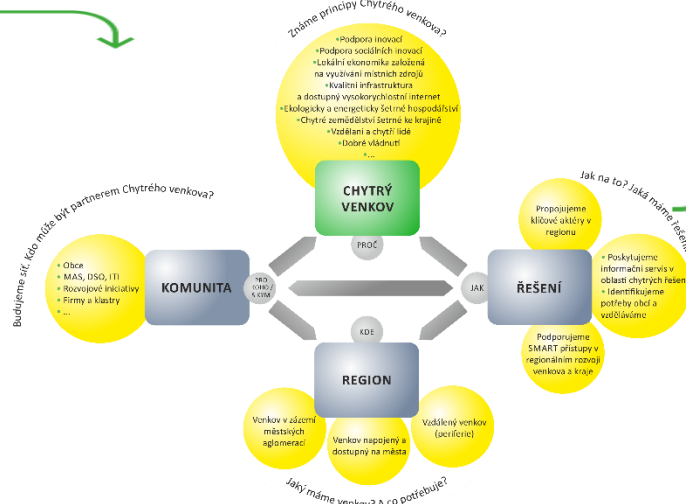 Známe principy Chytrého venkova?
•Podpora inovací
•Podpora sociálních inovací
•Lokální ekonomika založená
na využívání místních zdrojů
•Kvalitní infrastruktura
a dostupný vysokorychlostní internet
•Ekologicky a energeticky šetrné hospodářství
•Chytré zemědělství šetrné ke krajině
•Vzdělaní a chytří lidé
•Dobré vládnutí
•...
CHYTRÝ
VENKOV
PROČ
Budujeme síť. Kdo může být partnerem Chytrého venkova?
• Obce
• MAS, DSO, ITI
• Rozvojové iniciativy
• Firmy a klastry
• ...
KOMUNITA
PRO
KOHO /
S KÝM
JAK
ŘEŠENÍ
Jak na to? Jaká máme řešení
Propojujeme
klíčové aktéry v
regionu
• Poskytujeme
informační servis v
oblasti chytrých řešení
• Identifikujeme
potřeby obcí a
vzděláváme
Podporujeme
SMART přístupy v
regionálním rozvoji
venkova a kraje
KDE
REGION
Venkov v zázemí
městských
aglomerací
Venkov napojený a
dostupný na města
Vzdálený venkov
(periferie)
Jaký máme venkov? A co potřebuje?